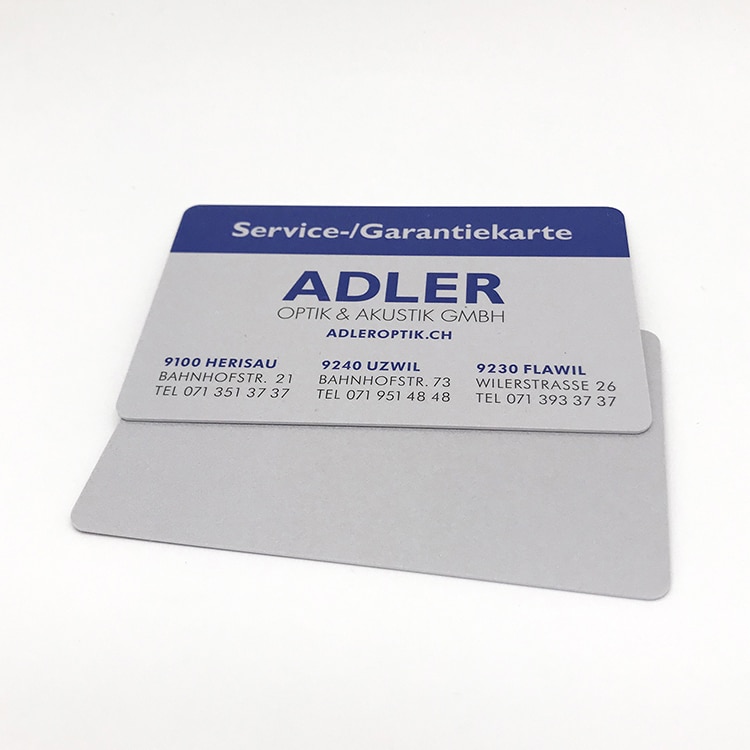 Service-/Garantiekarte
ADLER
OPTIK & AKUSTIK GMBH
ADLEROPTIK.CH
9100 HERISAU
BAHNHOFSTR. 21
TEL 071 351 37 37
9240 UZWIL
BAHNHOFSTR. 73
TEL 071 951 48 48
9230 FLAWIL
WILERSTRASSE 26
TEL 071 393 37 37